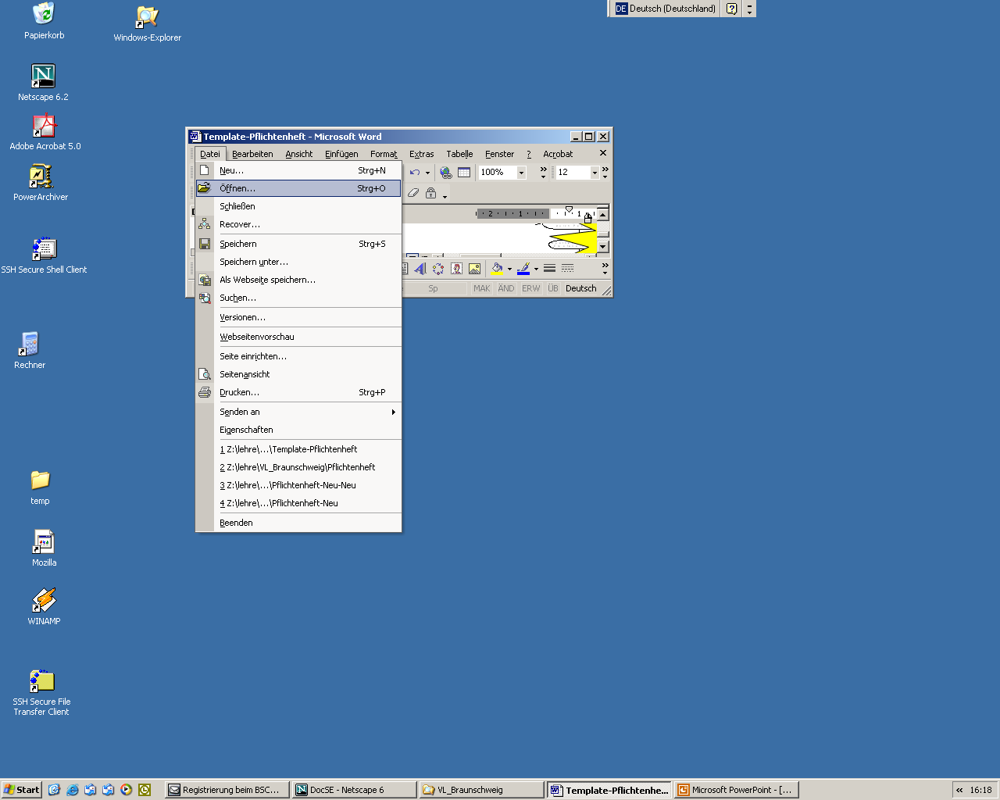 DE Deutsch (Deutschland)
Papierkorb
Windows-Explorer
Netscape 6.2
Adobe Acrobat 5.0
PowerArchiver
SSH Secure Shell Client
Rechner
temp
Mozilla
WINAMP
SSH Secure File
Transfer Client
Template-Pflichtenheft - Microsoft Word
Datei Bearbeiten Ansicht Einfügen Format Extras Tabelle Fenster ? Acrobat
100% 12
2 1 1
Neu... Strg+N
Öffnen... Strg+O
Schließen
Recover...
Speichern Strg+S
Speichern unter...
Als Webseite speichern...
Suchen...
Versionen...
Webseitenvorschau
Seite einrichten...
Seitenansicht
Drucken... Strg+P
Senden an
Eigenschaften
1 Z:\lehre\...\Template-Pflichtenheft
2 Z:\lehre\VL_Braunschweig\Pflichtenheft
3 Z:\lehre\...\Pflichtenheft-Neu-Neu
4 Z:\lehre\...\Pflichtenheft-Neu
Beenden
Sp MAK ÄND ERW ÜB Deutsch
Start Registrierung beim BSC... DocSE - Netscape 6 VL_Braunschweig Template-Pflichtenhe... Microsoft PowerPoint - [... « 16:18